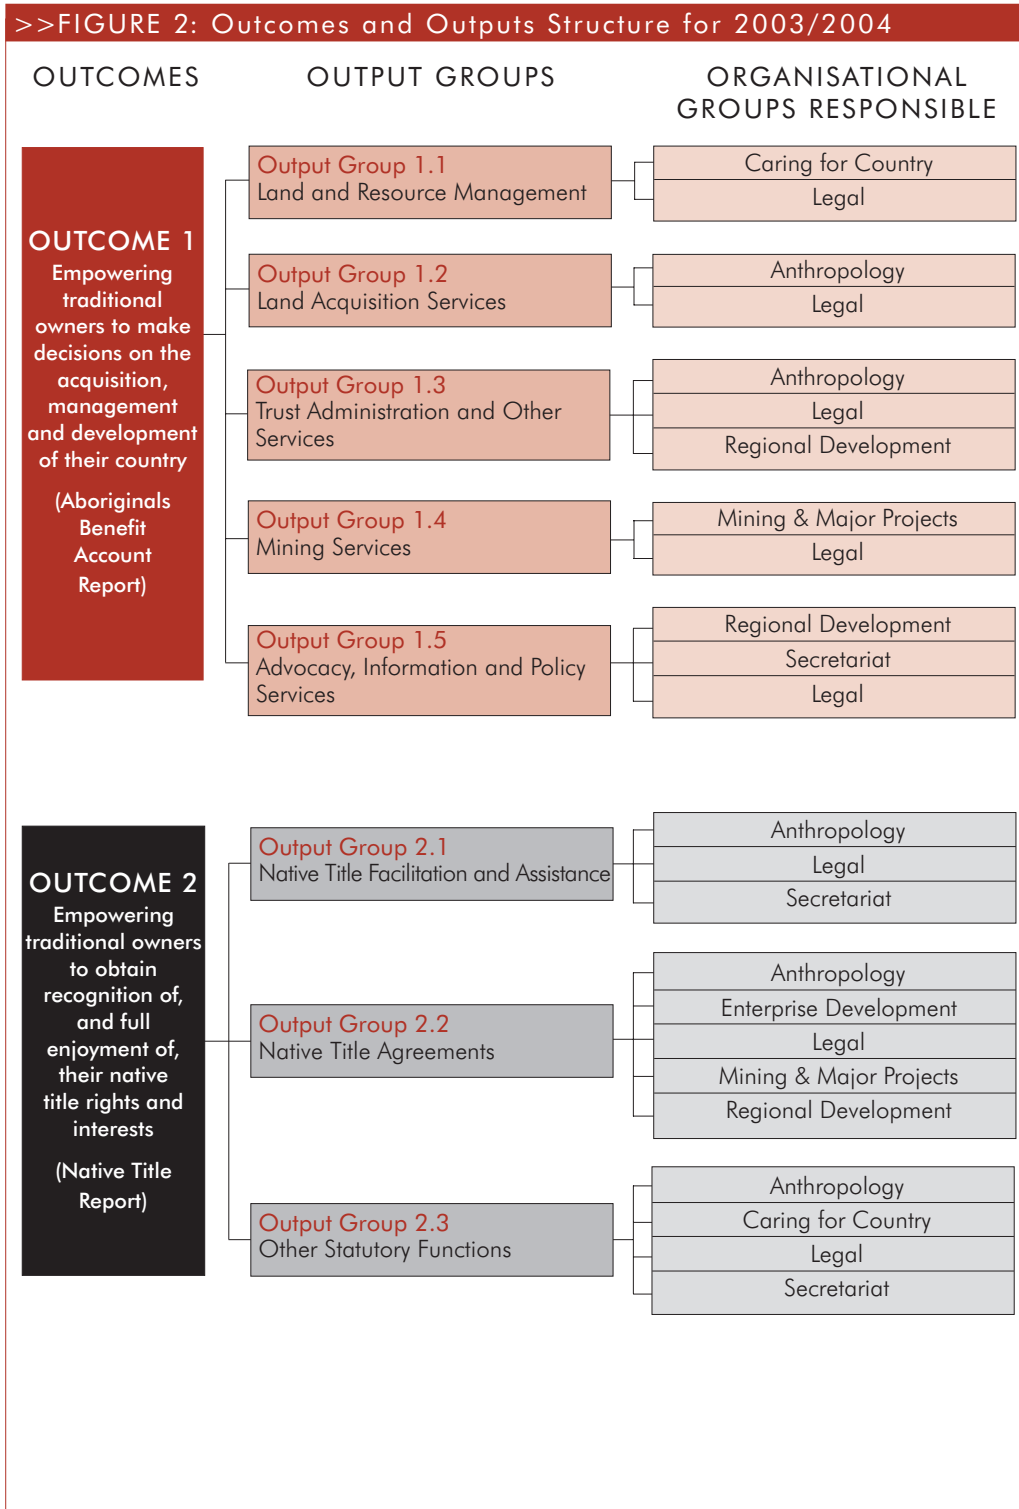 >>FIGURE 2: Outcomes and Outputs Structure for 2003/2004
OUTCOMES
OUTPUT GROUPS
ORGANISATIONAL
GROUPS RESPONSIBLE
OUTCOME 1
Empowering
traditional
owners to make
decisions on the
acquisition,
management
and development
of their country
(Aboriginals
Benefit
Account
Report)
Output Group 1.1
Land and Resource Management
Caring for Country
Legal
Output Group 1.2
Land Acquisition Services
Anthropology
Legal
Output Group 1.3
Trust Administration and Other
Services
Anthropology
Legal
Regional Development
Output Group 1.4
Mining Services
Mining & Major Projects
Legal
Output Group 1.5
Advocacy, Information and Policy
Services
Regional Development
Secretariat
Legal
OUTCOME 2
Empowering
traditional owners
to obtain
recognition of,
and full
enjoyment of,
their native
title rights and
interests
(Native Title
Report)
Output Group 2.1
Native Title Facilitation and Assistance
Anthropology
Legal
Secretariat
Output Group 2.2
Native Title Agreements
Anthropology
Enterprise Development
Legal
Mining & Major Projects
Regional Development
Output Group 2.3
Other Statutory Functions
Anthropology
Caring for Country
Legal
Secretariat